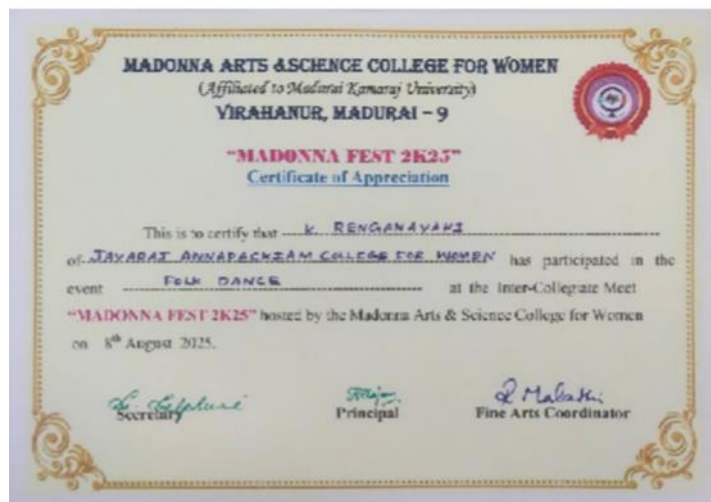 MADONNA ARTS & SCIENCE COLLEGE FOR WOMEN
(Affiliated to Madurai Kamaraj University)
VIRAHANUR, MADURAI – 9
"MADONNA FEST 2K25"
Certificate of Appreciation
This is to certify that K. RENGANAYAKI
of JAYARAJ ANNAPACKIAM COLLEGE FOR WOMEN has participated in the
event FOLK DANCE at the Inter-Collegiate Meet
"MADONNA FEST 2K25" hosted by the Madonna Arts & Science College for Women
on 8th August 2025.
Secretary Principal Fine Arts Coordinator